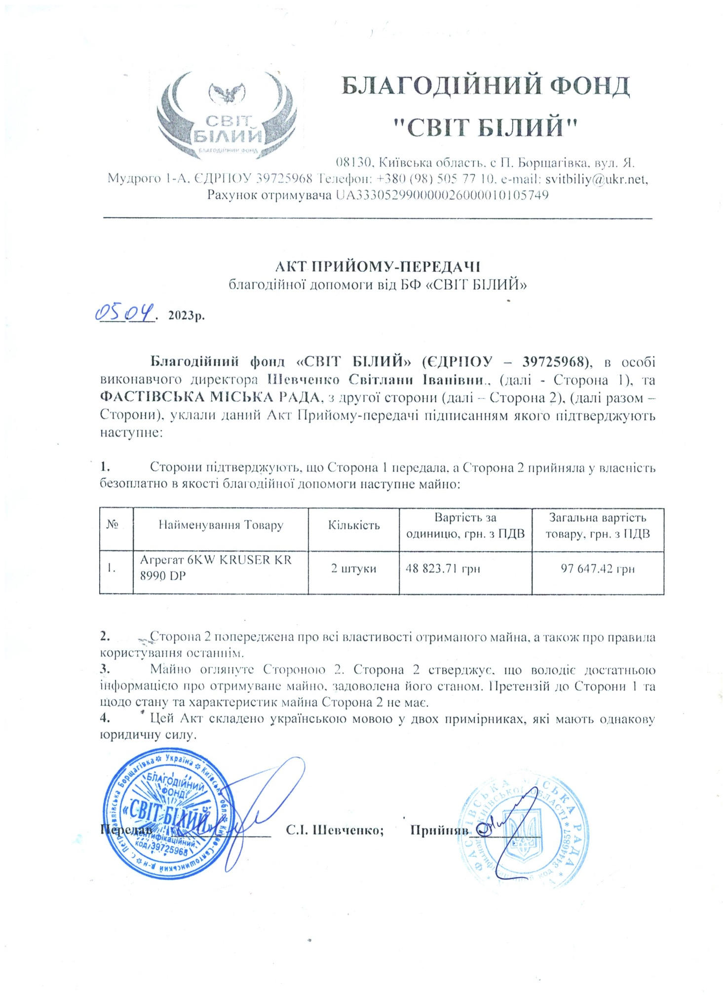 БЛАГОДІЙНИЙ ФОНД
"СВІТ БІЛИЙ"
СВІТ
БІЛИЙ
БЛАГОДІЙНИЙ ФОНД
08130, Київська область, с П. Борщагівка, вул. Я.
Мудрого 1-А, ЄДРПОУ 39725968 Телефон: +380 (98) 505 77 10, e-mail: svitbiliy@ukr.net,
Рахунок отримувача UA333052990000026000010105749
АКТ ПРИЙОМУ-ПЕРЕДАЧІ
благодійної допомоги від БФ «СВІТ БІЛИЙ»
05 04. 2023р.
Благодійний фонд «СВІТ БІЛИЙ» (ЄДРПОУ – 39725968), в особі
виконавчого директора Шевченко Світлани Іванівни., (далі - Сторона 1), та
ФАСТІВСЬКА МІСЬКА РАДА, з другої сторони (далі – Сторона 2), (далі разом –
Сторони), уклали даний Акт Прийому-передачі підписанням якого підтверджують
наступне:
1. Сторони підтверджують, що Сторона 1 передала, а Сторона 2 прийняла у власність
безоплатно в якості благодійної допомоги наступне майно:
№ Найменування Товару Кількість Вартість за одиницю, грн. з ПДВ Загальна вартість товару, грн. з ПДВ
1. Агрегат 6KW KRUSER KR 8990 DP 2 штуки 48 823.71 грн 97 647.42 грн
2. Сторона 2 попереджена про всі властивості отриманого майна, а також про правила
користування останнім.
3. Майно оглянуте Стороною 2. Сторона 2 стверджує, що володіє достатньою
інформацією про отримуване майно, задоволена його станом. Претензій до Сторони 1 та
щодо стану та характеристик майна Сторона 2 не має.
4. Цей Акт складено українською мовою у двох примірниках, які мають однакову
юридичну силу.
Передав С.І. Шевченко; Прийняв
Україна * Київська обл. * Києво-Святошинський р-н * с. Петропавлівська Борщагівка *
БЛАГОДІЙНИЙ
ФОНД
«СВІТ БІЛИЙ»
ідентифікаційний
код 39725968
ФАСТІВСЬКА МІСЬКА РАДА
КИЇВСЬКОЇ ОБЛАСТІ *
ідентифікаційний код 34446857